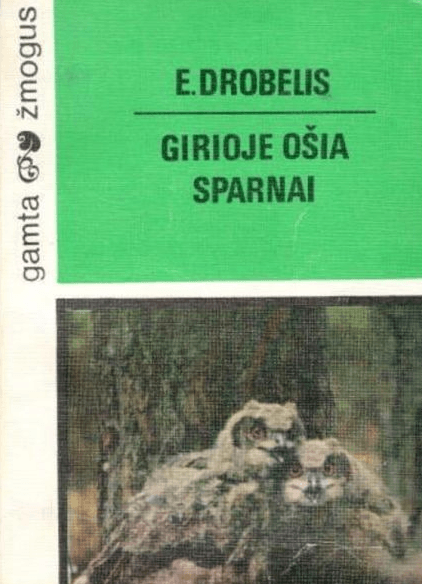 gamta žmogus
E. DROBELIS
GIRIOJE OŠIA
SPARNAI